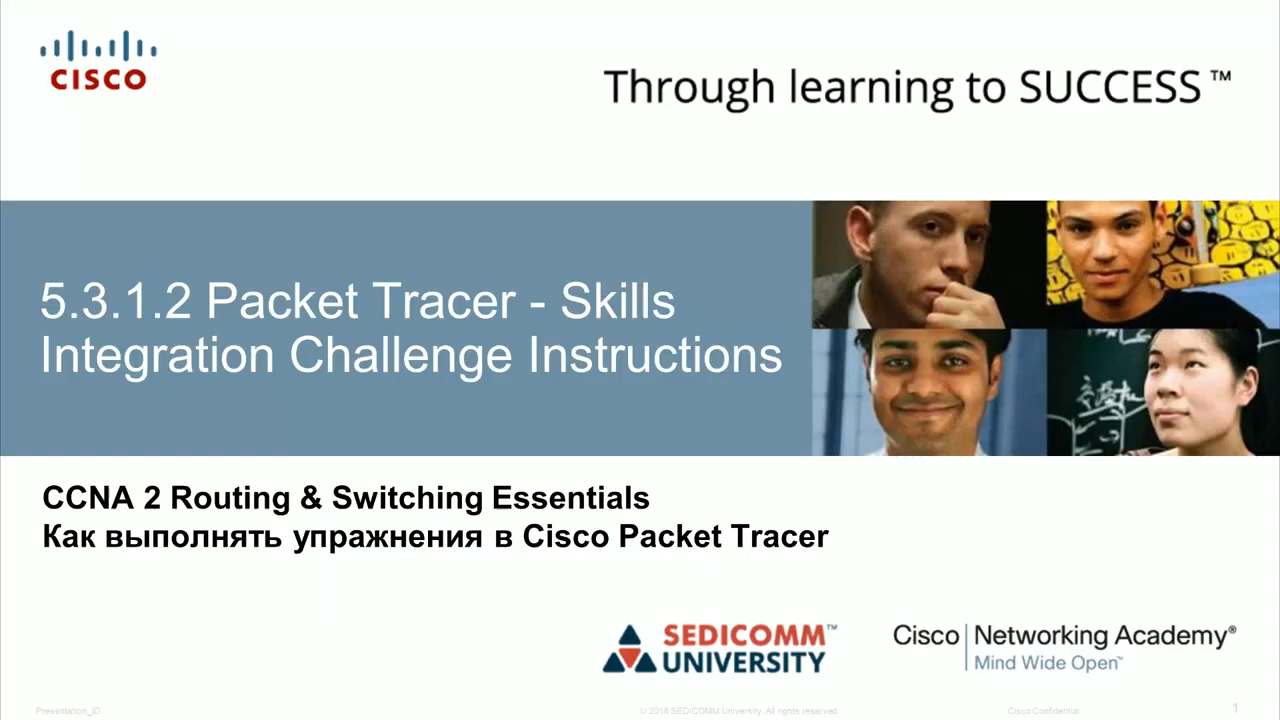 CISCO
Through learning to SUCCESS™
5.3.1.2 Packet Tracer - Skills
Integration Challenge Instructions
CCNA 2 Routing & Switching Essentials
Как выполнять упражнения в Cisco Packet Tracer
SEDICOMM™
UNIVERSITY
Cisco Networking Academy®
Mind Wide Open™
Presentation_ID
© 2018 SEDICOMM University. All rights reserved.
Cisco Confidential
1